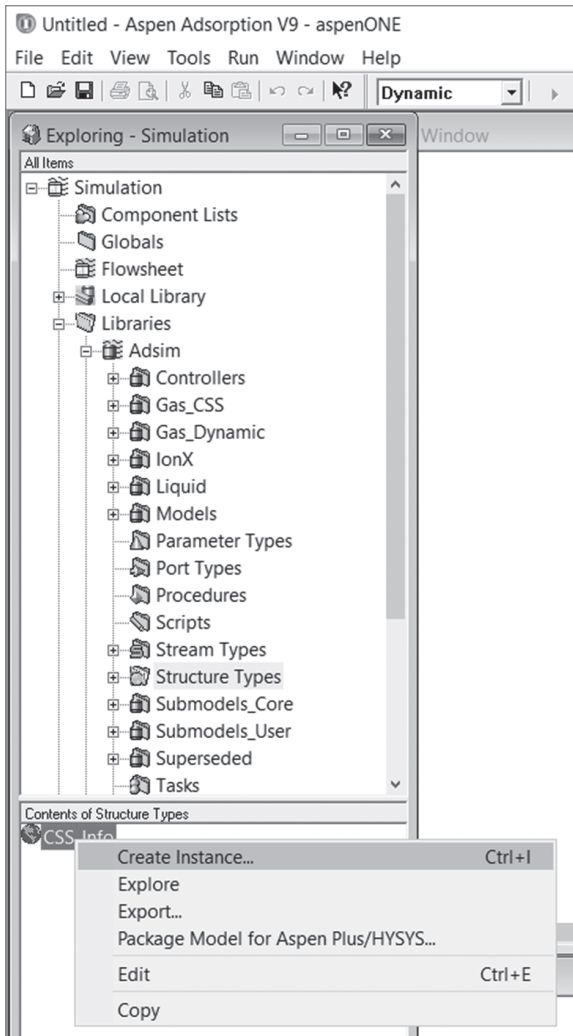 Untitled - Aspen Adsorption V9 - aspenONE
File Edit View Tools Run Window Help
Dynamic
Exploring - Simulation
Window
All Items
Simulation
Component Lists
Globals
Flowsheet
Local Library
Libraries
Adsim
Controllers
Gas_CSS
Gas_Dynamic
IonX
Liquid
Models
Parameter Types
Port Types
Procedures
Scripts
Stream Types
Structure Types
Submodels_Core
Submodels_User
Superseded
Tasks
Contents of Structure Types
CSS_Info
Create Instance... Ctrl+I
Explore
Export...
Package Model for Aspen Plus/HYSYS...
Edit Ctrl+E
Copy